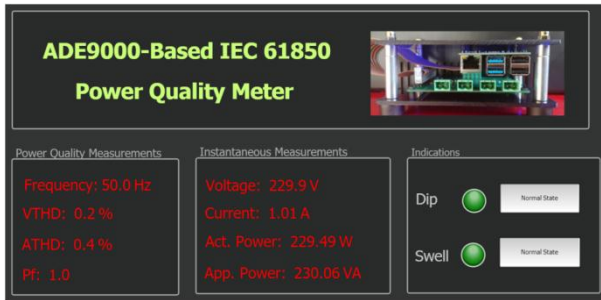 ADE9000-Based IEC 61850
Power Quality Meter
Power Quality Measurements
Frequency: 50.0 Hz
VTHD: 0.2 %
ATHD: 0.4 %
Pf: 1.0
Instantaneous Measurements
Voltage: 229.9 V
Current: 1.01 A
Act. Power: 229.49 W
App. Power: 230.06 VA
Indications
Dip
Normal State
Swell
Normal State